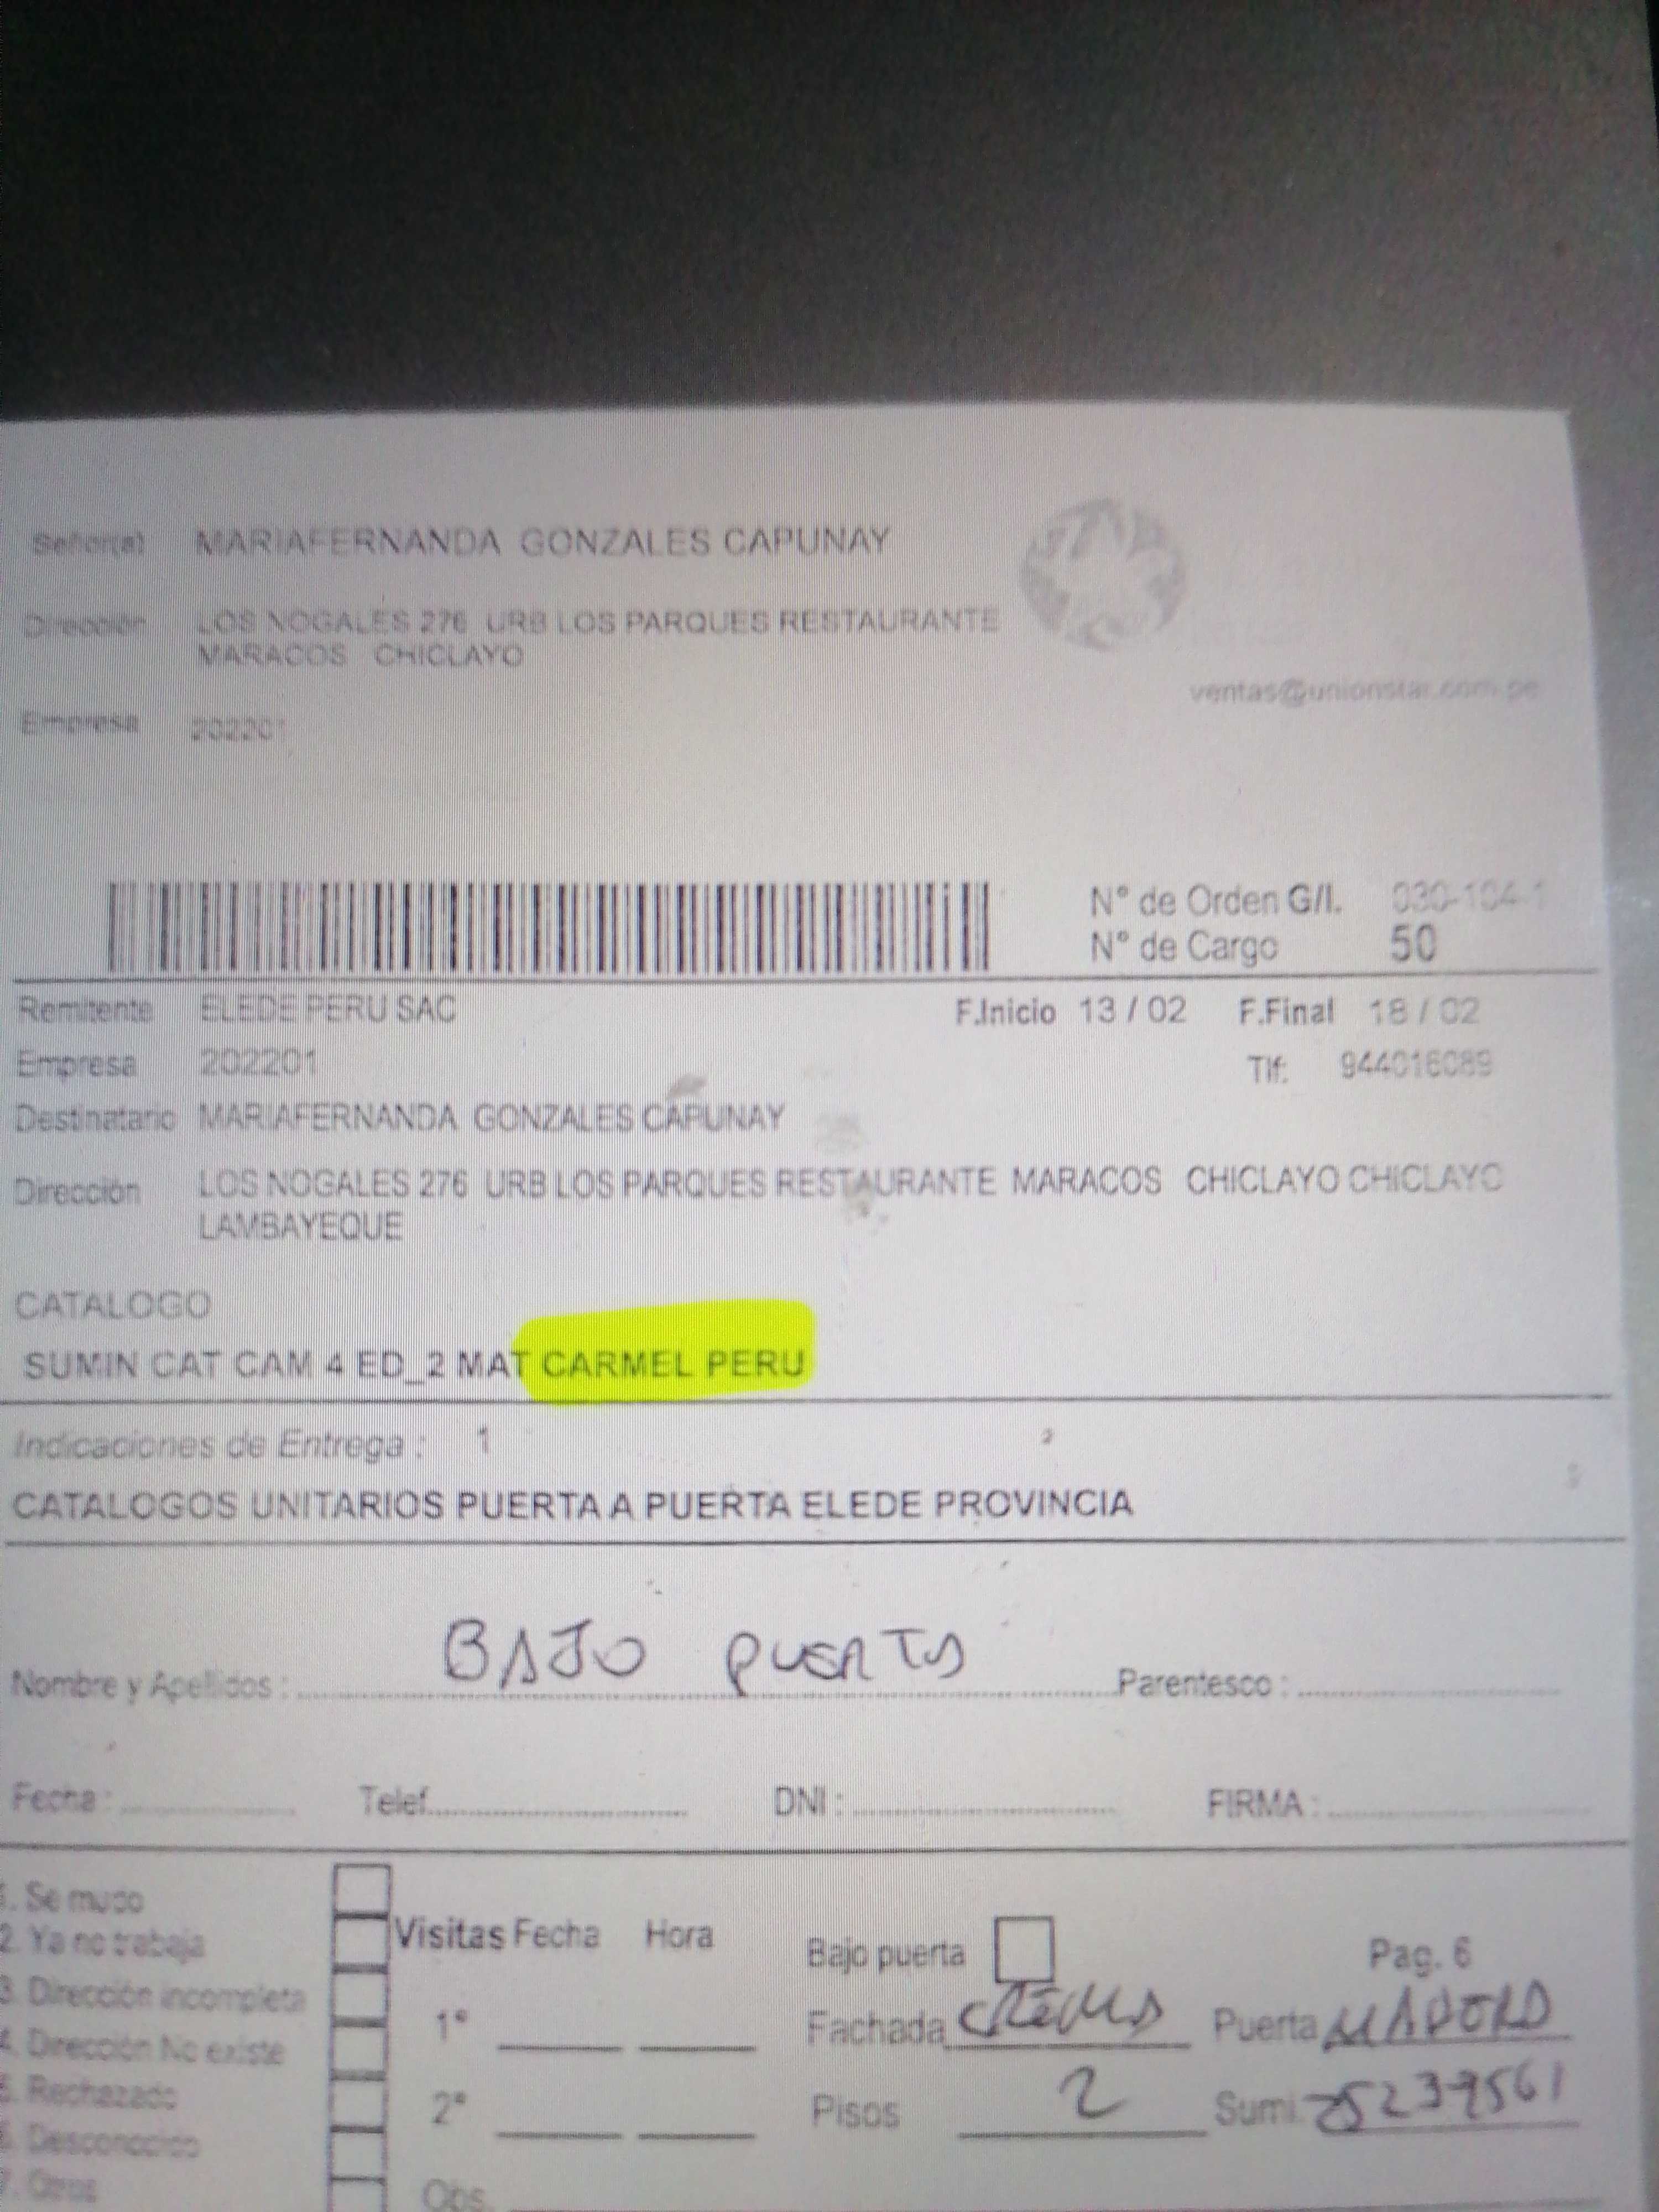 Señor(a) MARIAFERNANDA GONZALES CAPUNAY
Dirección LOS NOGALES 276 URB LOS PARQUES RESTAURANTE
MARACOS CHICLAYO
ventas@unionstar.com.pe
Empresa 202201
N° de Orden G/I. 030-104-1
N° de Cargo 50
Remitente ELEDE PERU SAC F.Inicio 13 / 02 F.Final 18 / 02
Empresa 202201 Tlf: 944016089
Destinatario MARIAFERNANDA GONZALES CAPUNAY
Dirección LOS NOGALES 276 URB LOS PARQUES RESTAURANTE MARACOS CHICLAYO CHICLAYO
LAMBAYEQUE
CATALOGO
SUMIN CAT CAM 4 ED_2 MAT CARMEL PERU
Indicaciones de Entrega : 1 2
CATALOGOS UNITARIOS PUERTA A PUERTA ELEDE PROVINCIA
BAJO PUERTA
Nombre y Apellidos : Parentesco :
Fecha : Telef. DNI : FIRMA :
1. Se mudo
2. Ya no trabaja
3. Dirección incompleta
4. Dirección No existe
5. Rechazado
6. Desconocido
7. Otros
Visitas Fecha Hora
1°
2°
Obs.
Bajo puerta Pag. 6
Fachada CREMA Puerta MADERA
Pisos 2 Sumi. 25239561